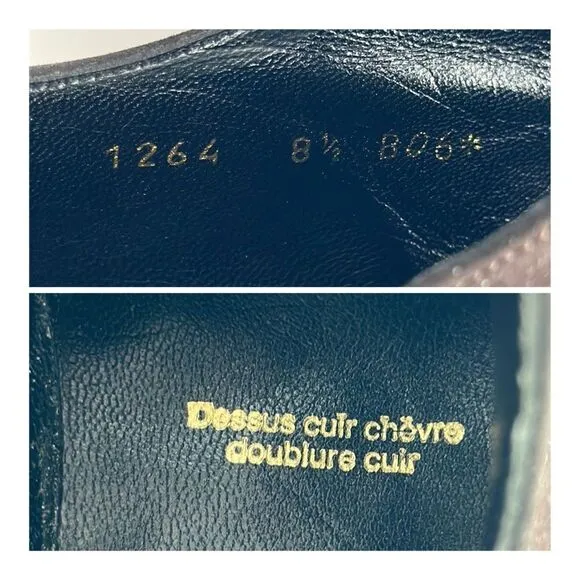 1264 8½ 806*
Dessus cuir chèvre
doublure cuir